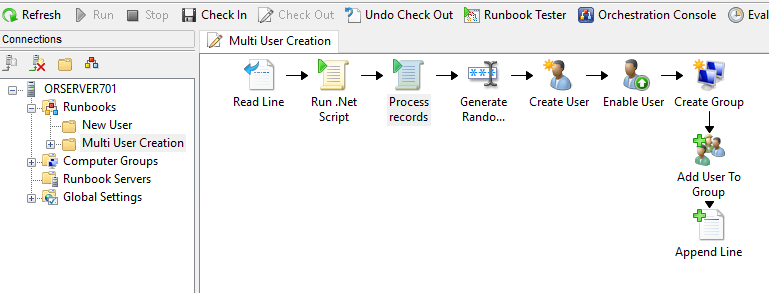 Refresh Run Stop Check In Check Out Undo Check Out Runbook Tester Orchestration Console Eval
Connections
Multi User Creation
ORSERVER701
Runbooks
New User
Multi User Creation
Computer Groups
Runbook Servers
Global Settings
Read Line
Run .Net
Script
Process
records
Generate
Rando...
Create User
Enable User
Create Group
Add User To
Group
Append Line